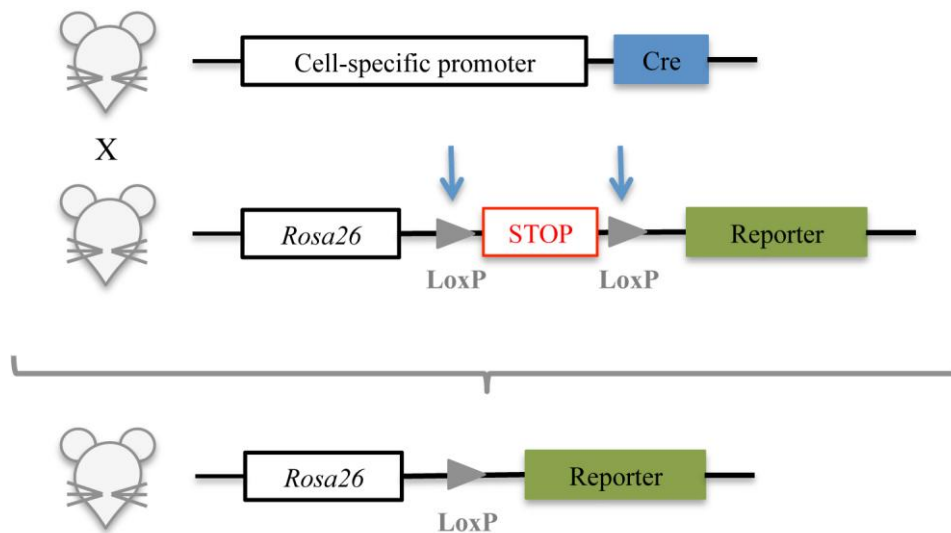 Cell-specific promoter Cre
X
Rosa26 STOP Reporter
LoxP LoxP
Rosa26 Reporter
LoxP